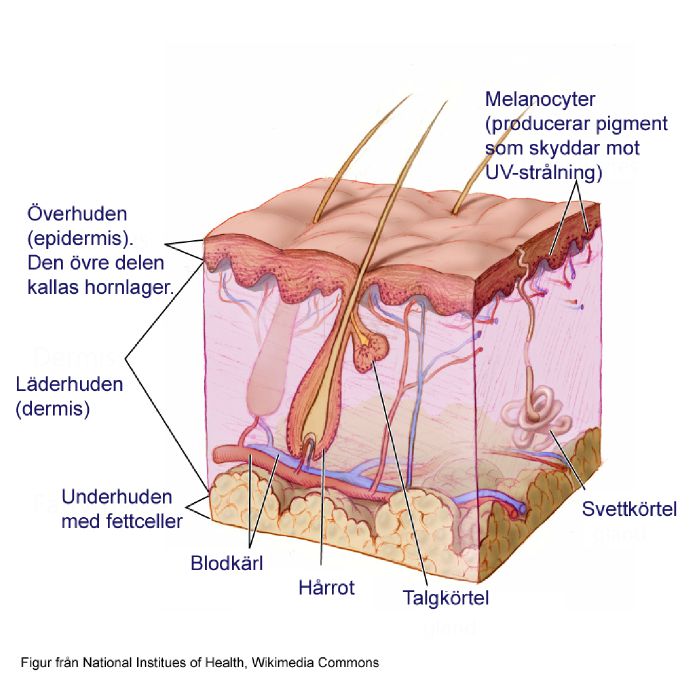 Melanocyter
(producerar pigment
som skyddar mot
UV-strålning)
Överhuden
(epidermis).
Den övre delen
kallas hornlager.
Läderhuden
(dermis)
Underhuden
med fettceller
Blodkärl
Hårrot
Talgkörtel
Svettkörtel
Figur från National Institues of Health, Wikimedia Commons